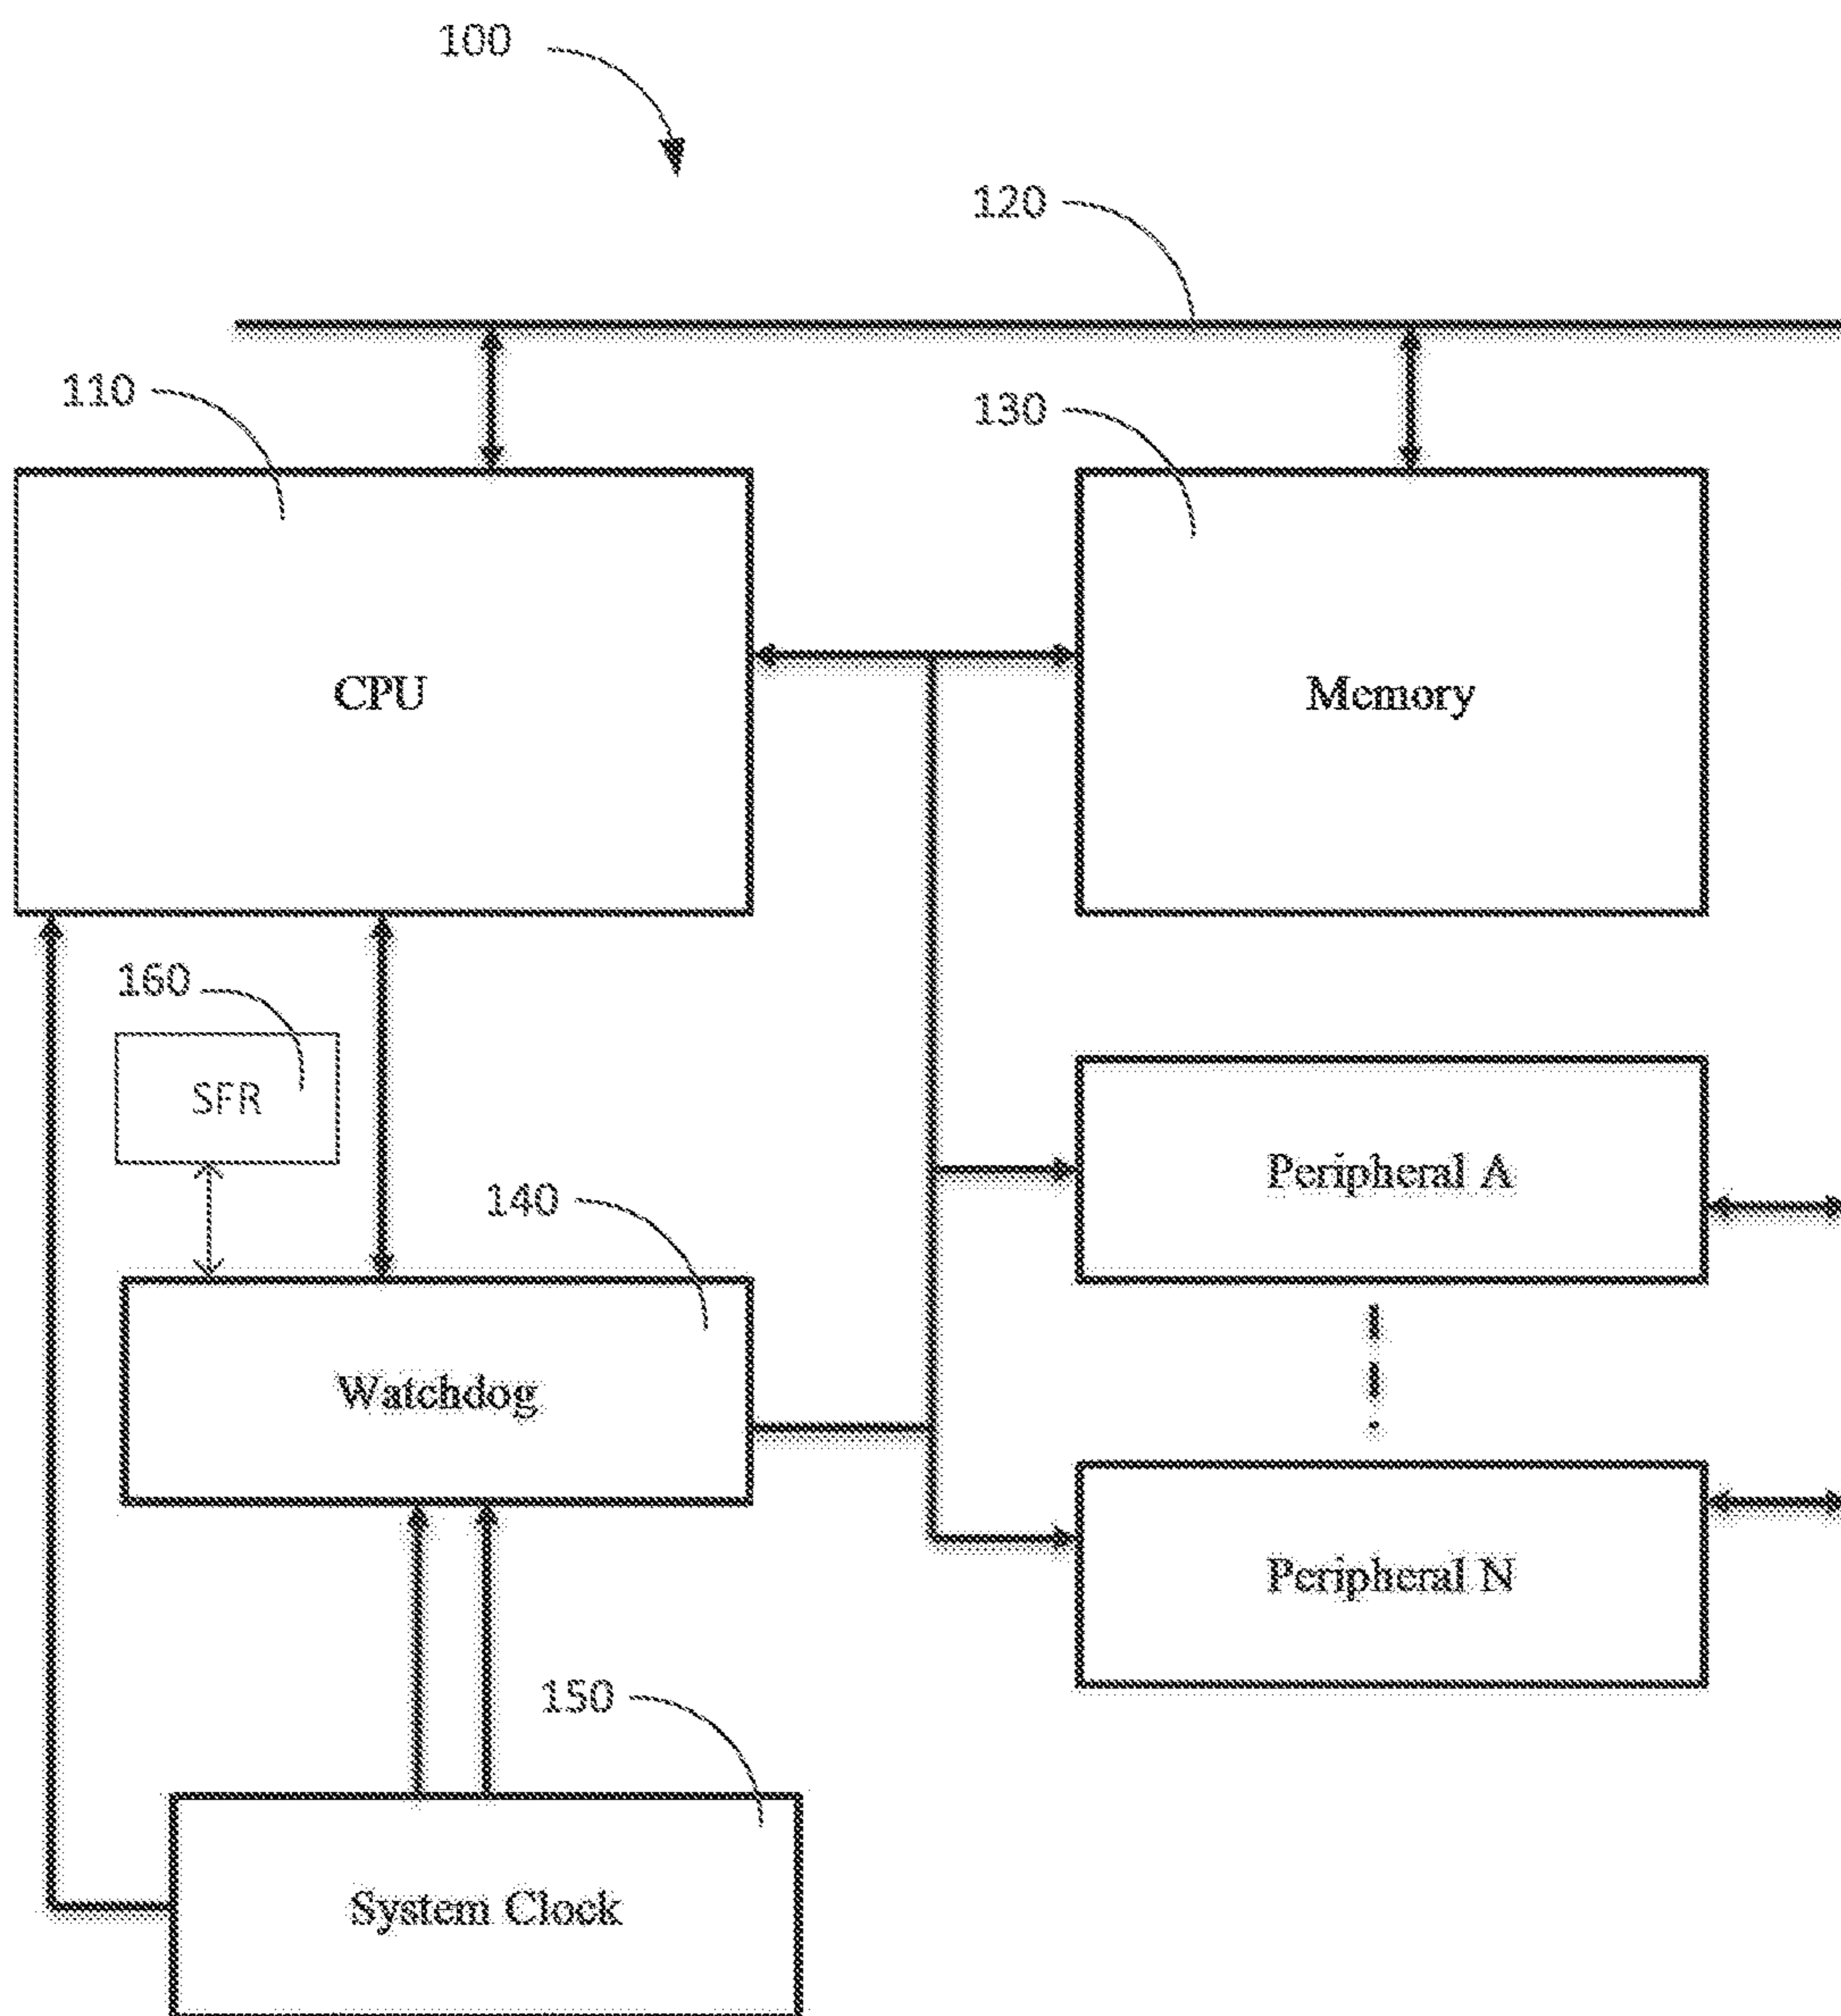 100
120
110
130
CPU
Memory
160
SFR
Peripheral A
140
Watchdog
Peripheral N
150
System Clock